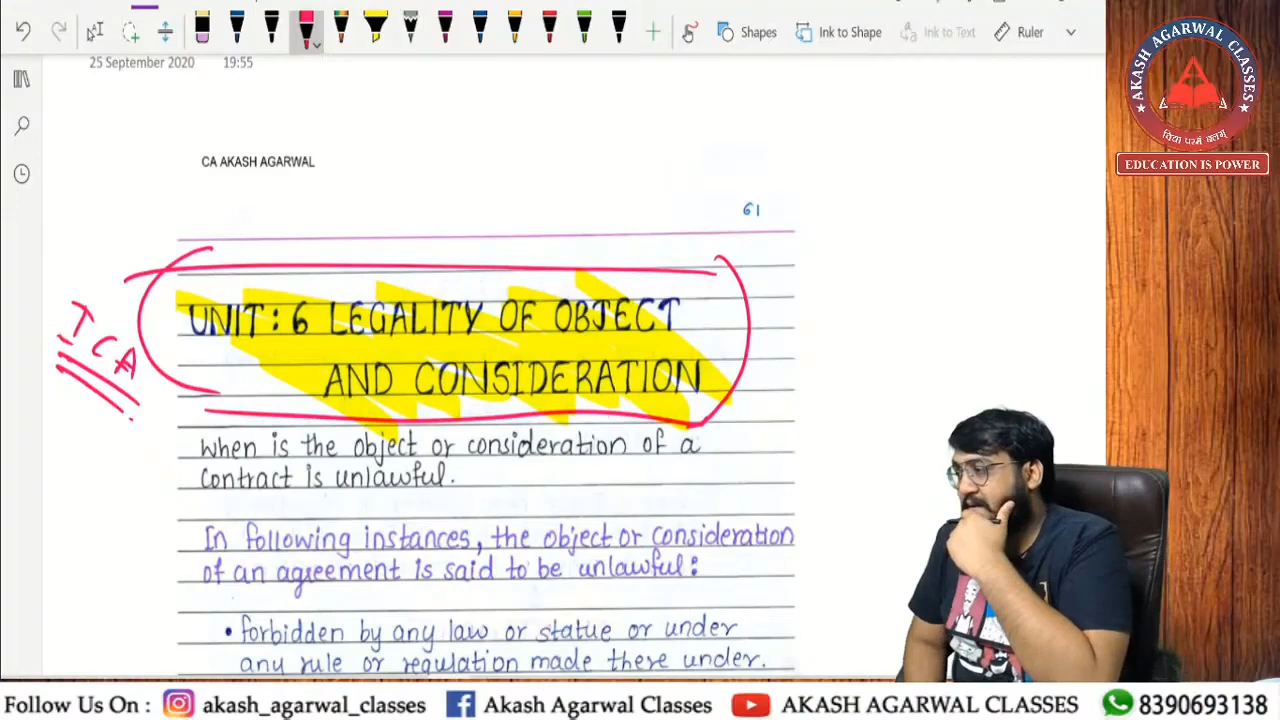 Shapes
Ink to Shape
Ink to Text
Ruler
25 September 2020 19:55
AKASH AGARWAL CLASSES
विद्या परमं बलम्
EDUCATION IS POWER
CA AKASH AGARWAL
61
UNIT: 6 LEGALITY OF OBJECT
AND CONSIDERATION
ICA
When is the object or consideration of a
Contract is unlawful.
In following instances, the object or consideration
of an agreement is said to be unlawful:
• forbidden by any law or statue or under
any rule or regulation made there under.
Follow Us On : akash_agarwal_classes Akash Agarwal Classes AKASH AGARWAL CLASSES 8390693138